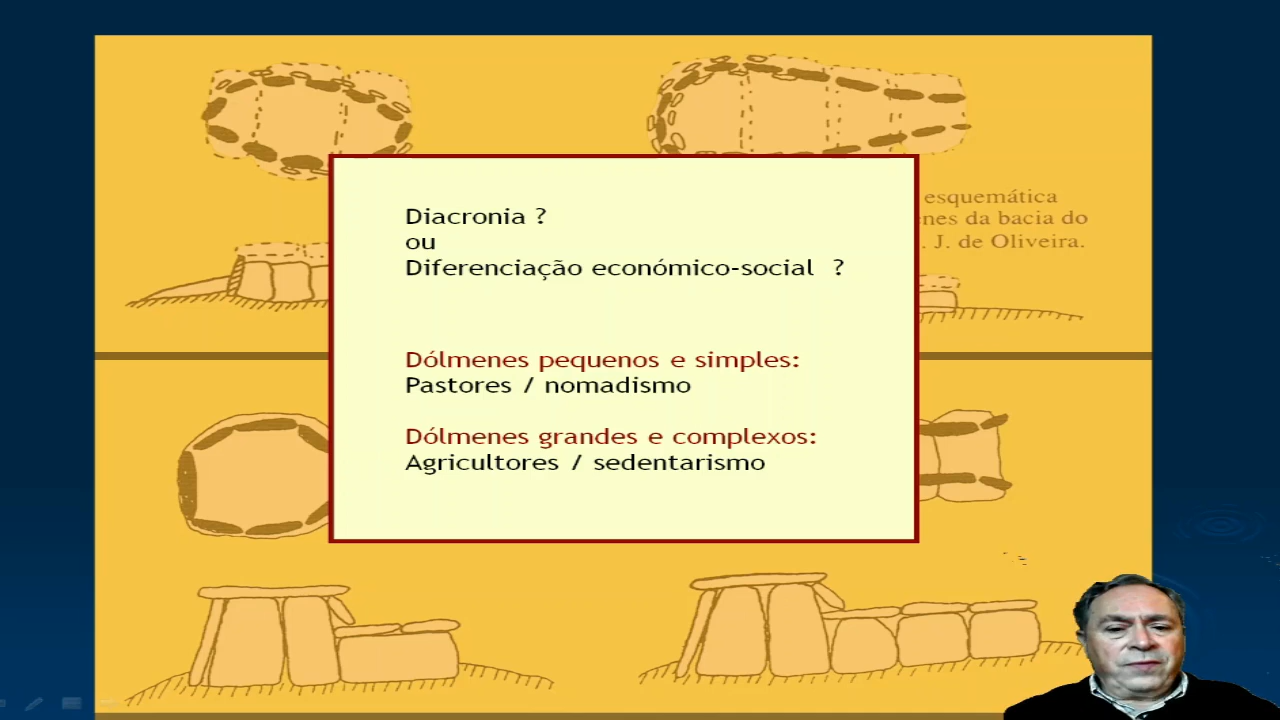 esquemática
nes da bacia do
. J. de Oliveira.
Diacronia ?
ou
Diferenciação económico-social ?
Dólmenes pequenos e simples:
Pastores / nomadismo
Dólmenes grandes e complexos:
Agricultores / sedentarismo